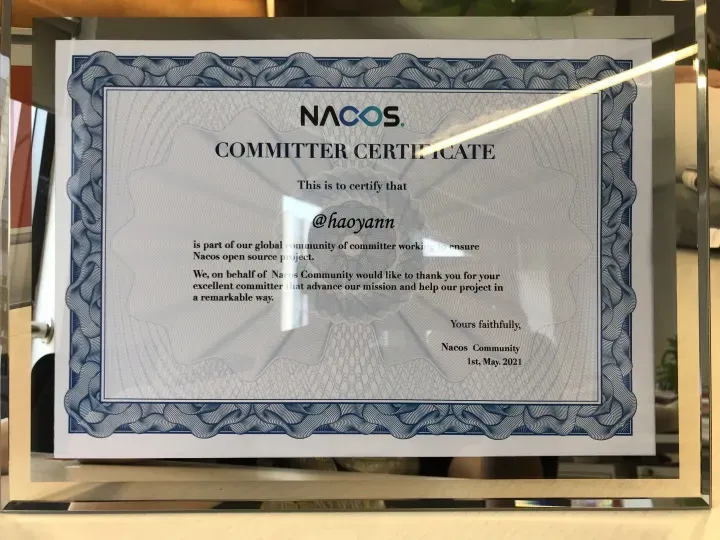 NACOS.
COMMITTER CERTIFICATE
This is to certify that
@haoyann
is part of our global community of committer working to ensure
Nacos open source project.
We, on behalf of Nacos Community would like to thank you for your
excellent committer that advance our mission and help our project in
a remarkable way.
Yours faithfully,
Nacos Community
1st, May. 2021